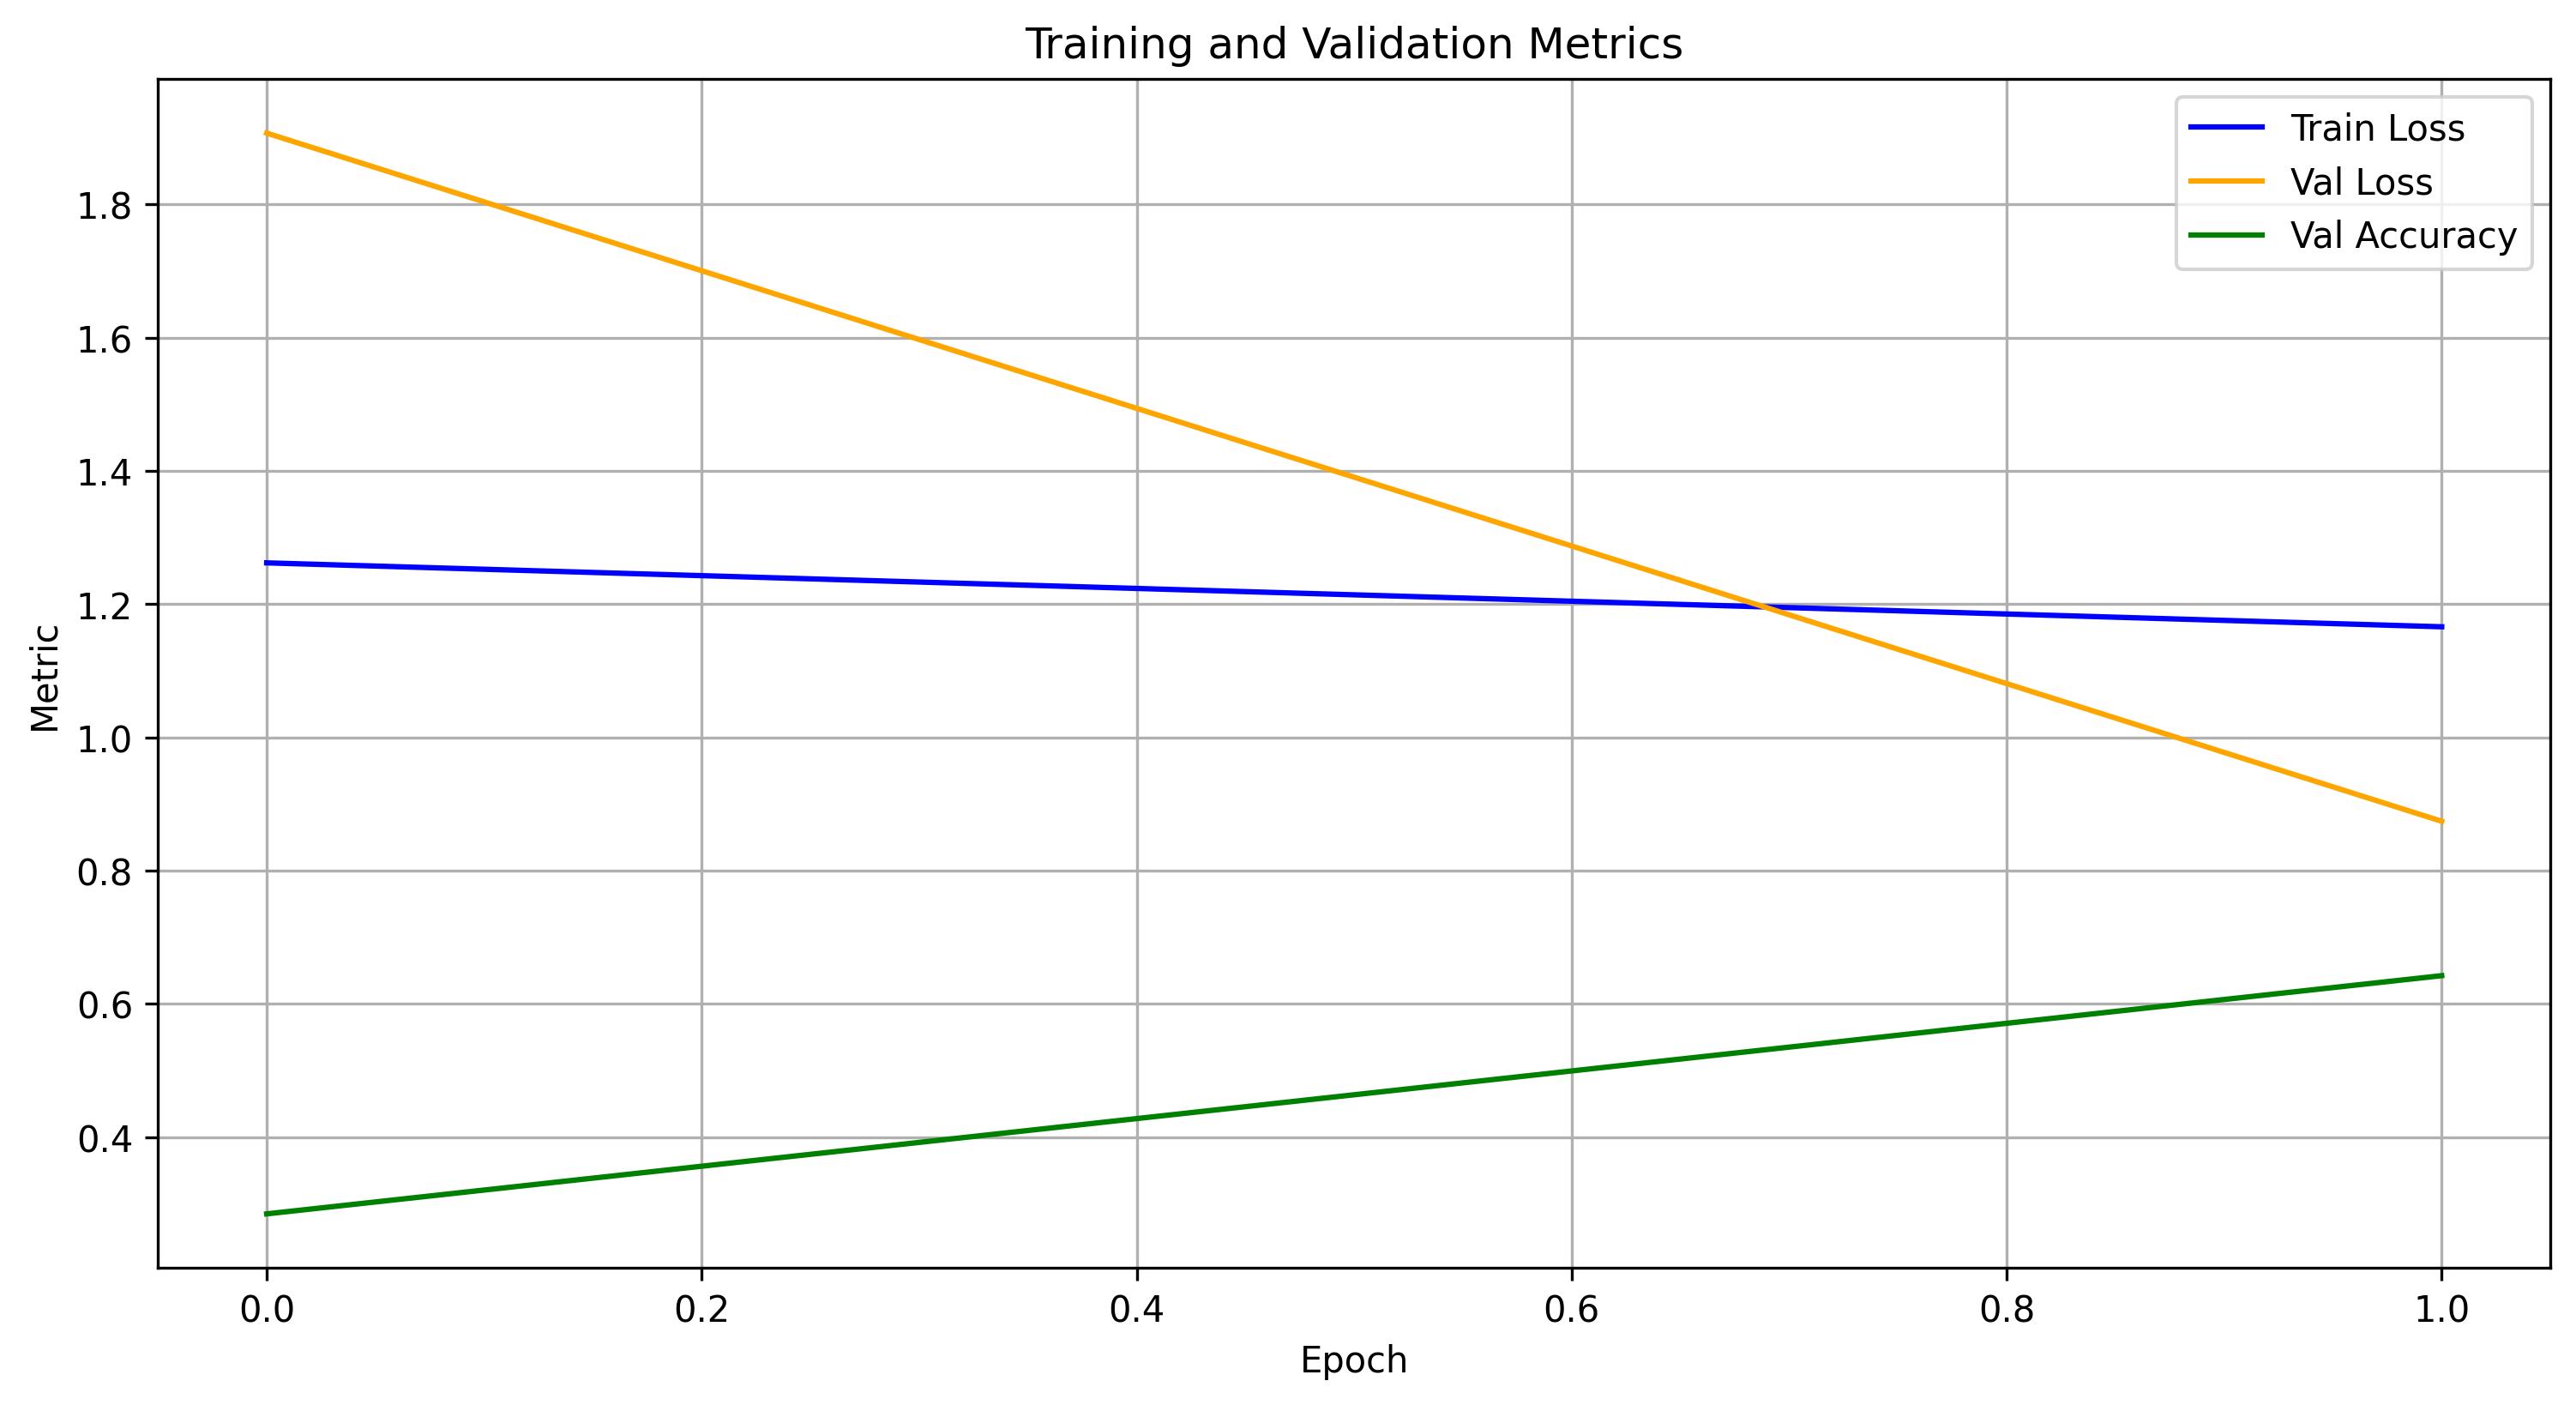 Training and Validation Metrics
Train Loss
Val Loss
Val Accuracy
1.8
1.6
1.4
1.2
1.0
0.8
0.6
0.4
Metric
0.0 0.2 0.4 0.6 0.8 1.0
Epoch